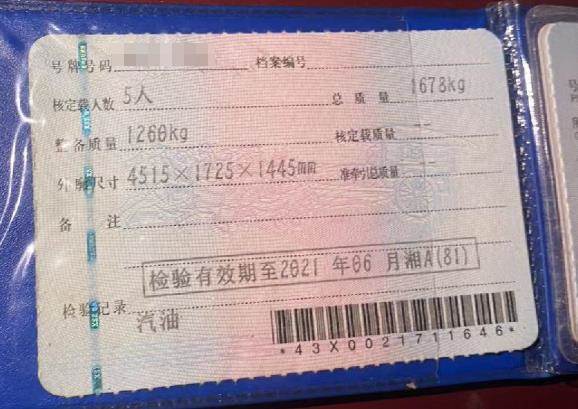 号牌号码 档案编号
核定载人数 5人 总质量 1678kg
整备质量 1260kg 核定载质量 --
外廓尺寸 4515×1725×1445mm 准牵引总质量 --
备注
检验有效期至2021 年06 月湘A(81)
检验记录
汽油
*43X0021711646*